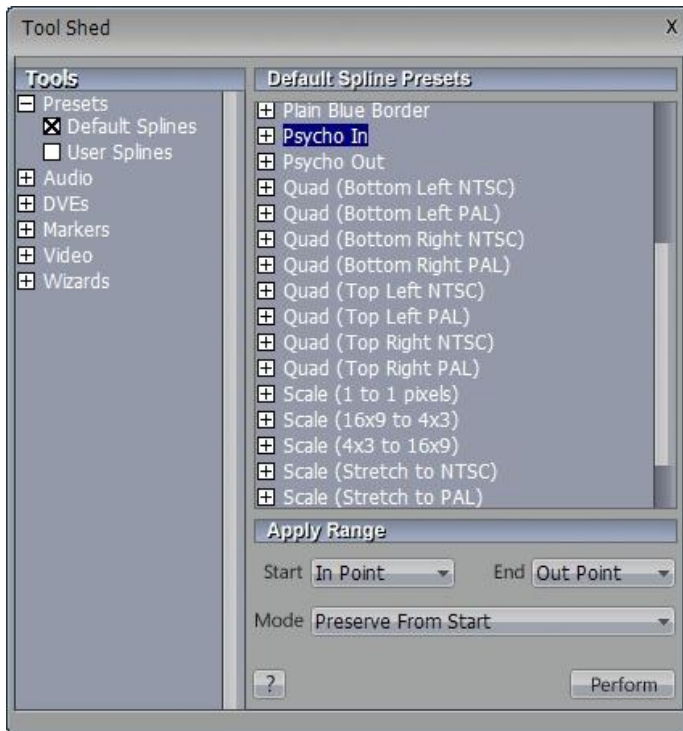 Tool Shed X
Tools
Presets
Default Splines
User Splines
Audio
DVEs
Markers
Video
Wizards
Default Spline Presets
Plain Blue Border
Psycho In
Psycho Out
Quad (Bottom Left NTSC)
Quad (Bottom Left PAL)
Quad (Bottom Right NTSC)
Quad (Bottom Right PAL)
Quad (Top Left NTSC)
Quad (Top Left PAL)
Quad (Top Right NTSC)
Quad (Top Right PAL)
Scale (1 to 1 pixels)
Scale (16x9 to 4x3)
Scale (4x3 to 16x9)
Scale (Stretch to NTSC)
Scale (Stretch to PAL)
Apply Range
Start In Point End Out Point
Mode Preserve From Start
? Perform